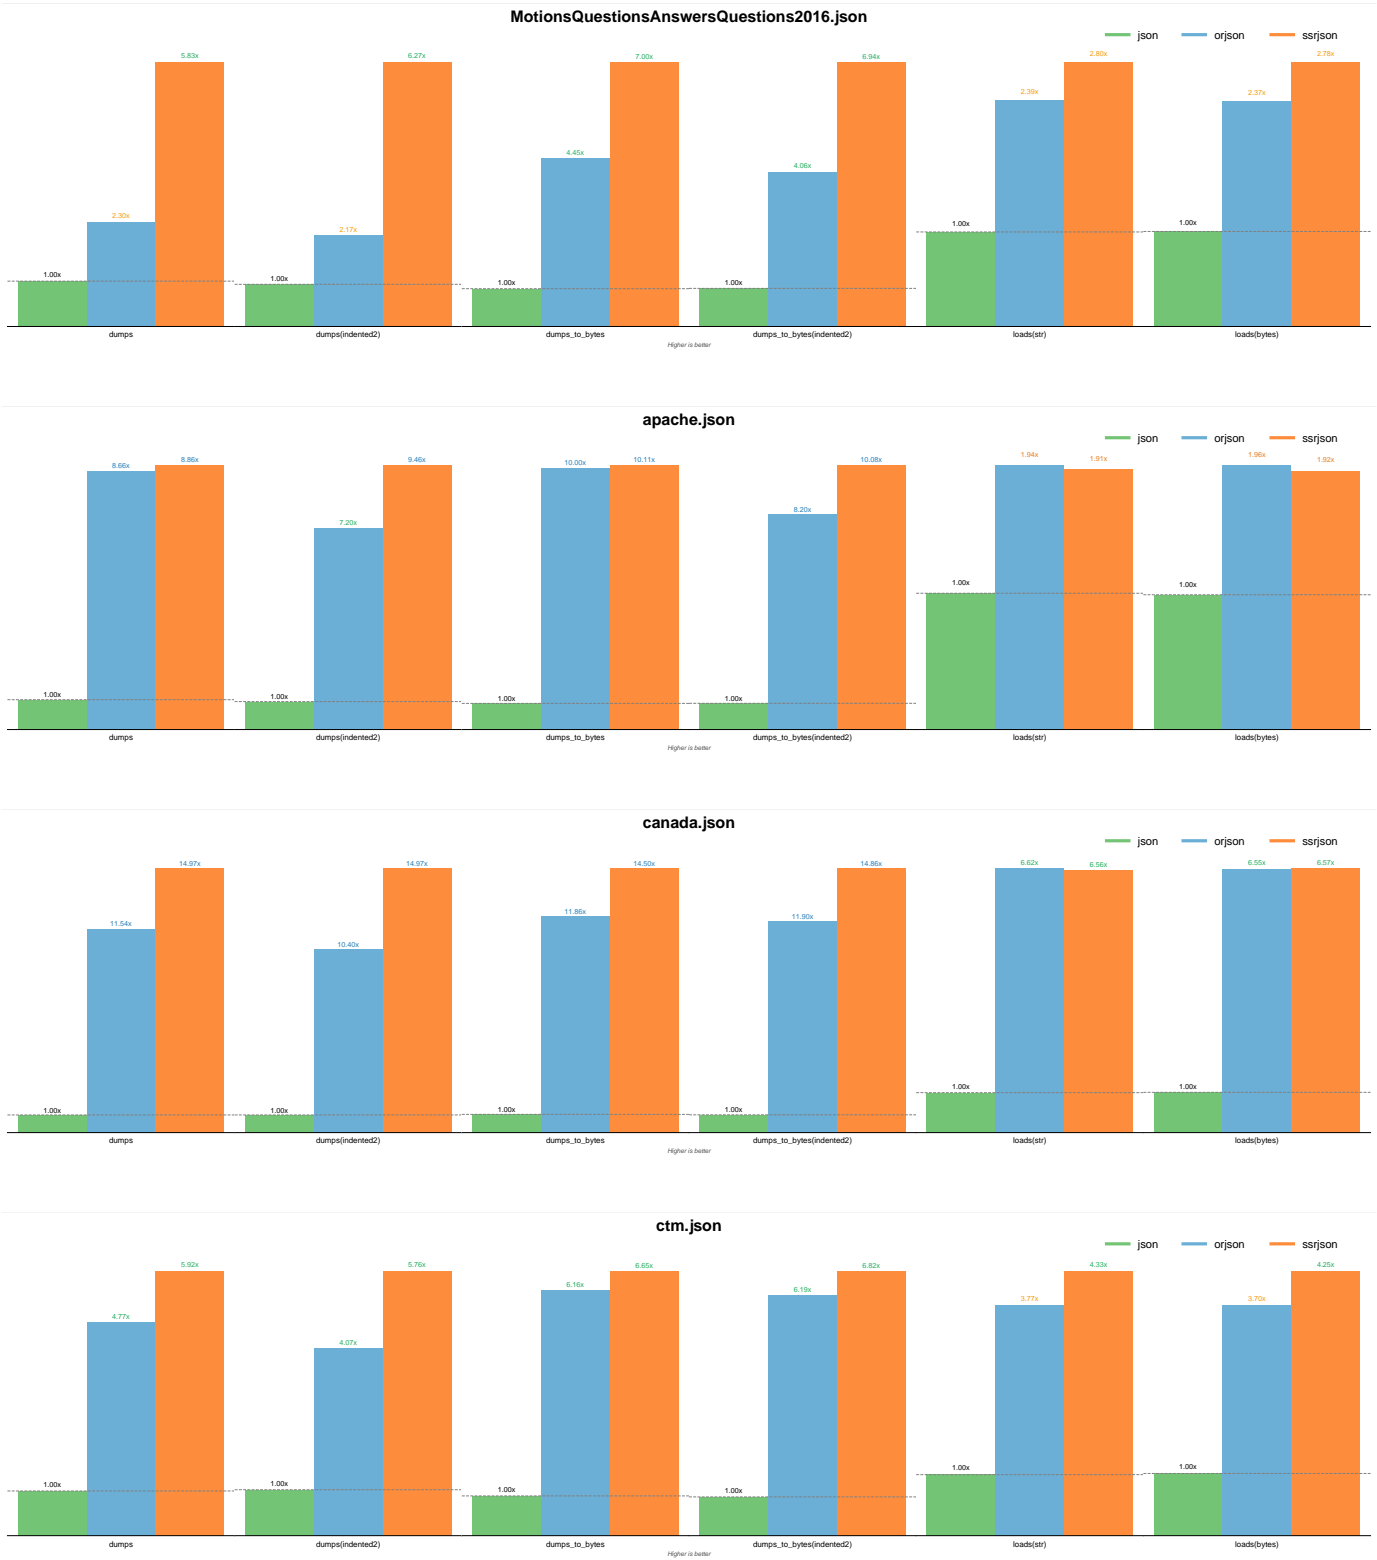 MotionsQuestionsAnswersQuestions2016.json
json orjson ssrjson
5.83x 6.27x 7.00x 6.94x 2.80x 2.78x
2.39x 2.37x
4.45x 4.06x
2.30x 2.17x 1.00x 1.00x
1.00x 1.00x 1.00x 1.00x
dumps dumps(indented2) dumps_to_bytes dumps_to_bytes(indented2) loads(str) loads(bytes)
Higher is better
apache.json
json orjson ssrjson
8.66x 8.86x 9.46x 10.00x 10.11x 10.08x 1.94x 1.91x 1.96x 1.92x
7.20x 8.20x
1.00x 1.00x
1.00x 1.00x 1.00x 1.00x
dumps dumps(indented2) dumps_to_bytes dumps_to_bytes(indented2) loads(str) loads(bytes)
Higher is better
canada.json
json orjson ssrjson
14.97x 14.97x 14.50x 14.86x 6.62x 6.56x 6.55x 6.57x
11.54x 10.40x 11.86x 11.90x
1.00x 1.00x 1.00x 1.00x 1.00x 1.00x
dumps dumps(indented2) dumps_to_bytes dumps_to_bytes(indented2) loads(str) loads(bytes)
Higher is better
ctm.json
json orjson ssrjson
5.92x 5.76x 6.65x 6.82x 4.33x 4.25x
4.77x 4.07x 6.16x 6.19x 3.77x 3.70x
1.00x 1.00x 1.00x 1.00x 1.00x 1.00x
dumps dumps(indented2) dumps_to_bytes dumps_to_bytes(indented2) loads(str) loads(bytes)
Higher is better